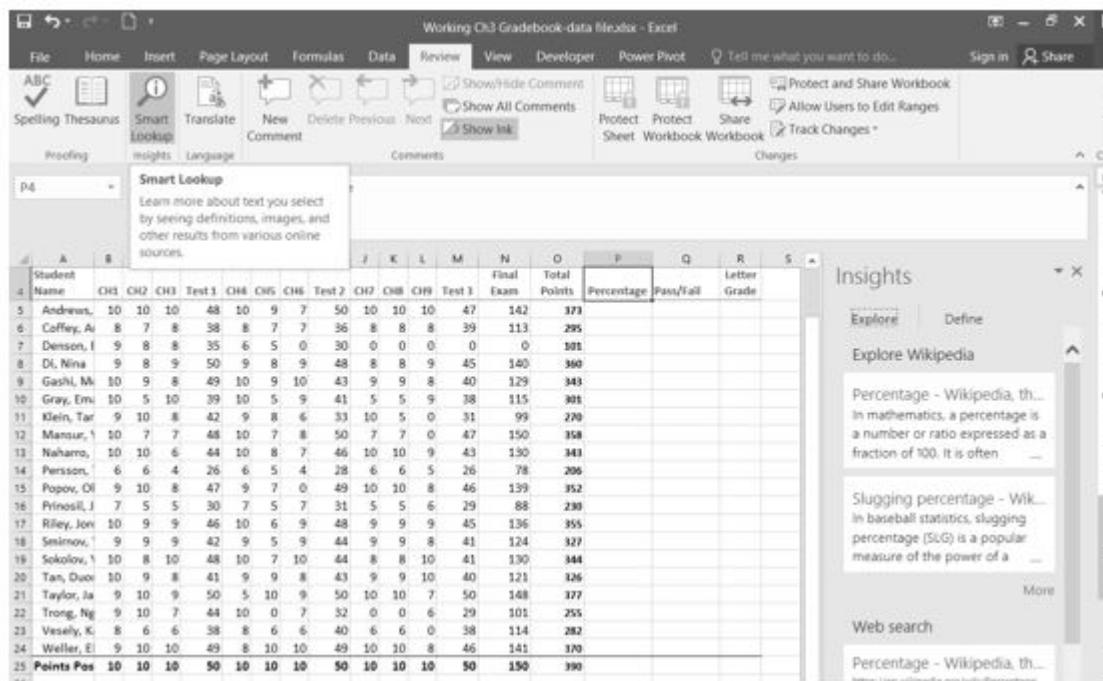 Working Ch3 Gradebook-data file.xlsx - Excel
File Home Insert Page Layout Formulas Data Review View Developer Power Pivot Tell me what you want to do... Sign in Share
ABC
Spelling Thesaurus Smart Lookup Translate New Comment Delete Previous Next Show/Hide Comment Show All Comments Show Ink Protect Sheet Protect Workbook Share Workbook Protect and Share Workbook Allow Users to Edit Ranges Track Changes
Proofing Insights Language Comments Changes
P4
Smart Lookup
Learn more about text you select
by seeing definitions, images, and
other results from various online
sources.
A B J K L M N O P Q R S
4 Student Name CH1 CH2 CH3 Test 1 CH4 CH5 CH6 Test 2 CH7 CH8 CH9 Test 3 Final Exam Total Points Percentage Pass/Fail Letter Grade
5 Andrews, 10 10 10 48 10 9 7 50 10 10 10 47 142 373
6 Coffey, A 8 7 8 38 8 7 7 36 8 8 8 39 113 295
7 Denson, 9 8 8 35 6 5 0 30 0 0 0 0 0 101
8 Di, Nina 9 8 9 50 9 8 9 48 8 8 9 45 140 360
9 Gashi, M 10 9 8 49 10 9 10 43 9 9 8 40 129 343
10 Gray, Em 10 5 10 39 10 5 9 41 5 5 9 38 115 301
11 Klein, Tar 9 10 8 42 9 8 6 33 10 5 0 31 99 270
12 Mansur, 10 7 7 48 10 7 8 50 7 7 0 47 150 358
13 Naharro, 10 10 6 44 10 8 7 46 10 10 9 43 130 343
14 Persson, 6 6 4 26 6 5 4 28 6 6 5 26 78 206
15 Popov, Ol 9 10 8 47 9 7 0 49 10 10 8 46 139 352
16 Prinosil, J 7 5 5 30 7 5 7 31 5 5 6 29 88 230
17 Riley, Jon 10 9 9 46 10 6 9 48 9 9 9 45 136 355
18 Smirnov, 9 9 9 42 9 5 9 44 9 9 8 41 124 327
19 Sokolov, 10 8 10 48 10 7 10 44 8 8 10 41 130 344
20 Tan, Duo 10 9 8 41 9 9 8 43 9 9 10 40 121 326
21 Taylor, Ja 9 10 9 50 5 10 9 50 10 10 7 50 148 377
22 Trong, Ng 9 10 7 44 10 0 7 32 0 0 6 29 101 255
23 Vesely, K 8 6 6 38 8 6 6 40 6 6 0 38 114 282
24 Weller, E 9 10 10 49 8 10 10 49 10 10 8 46 141 370
25 Points Pos 10 10 10 50 10 10 10 50 10 10 10 50 150 390
Insights
Explore Define
Explore Wikipedia
Percentage - Wikipedia, th...
In mathematics, a percentage is
a number or ratio expressed as a
fraction of 100. It is often ...
Slugging percentage - Wik...
In baseball statistics, slugging
percentage (SLG) is a popular
measure of the power of a ...
More
Web search
Percentage - Wikipedia, th...